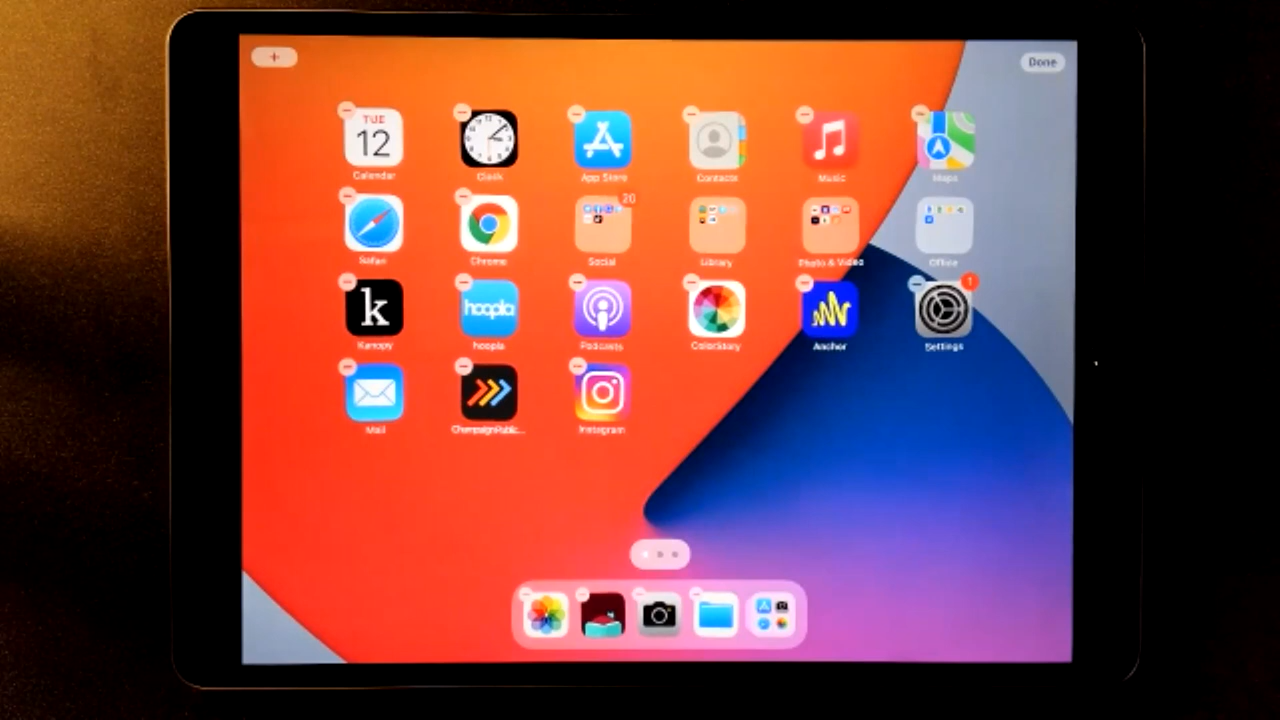 + Done
TUE
12
Calendar Clock App Store Contacts Music Maps
20
Safari Chrome Social Library Photo & Video Office
k hoopla 1
Kanopy hoopla Podcasts ColorStory Anchor Settings
Mail ChampaignPublic... Instagram